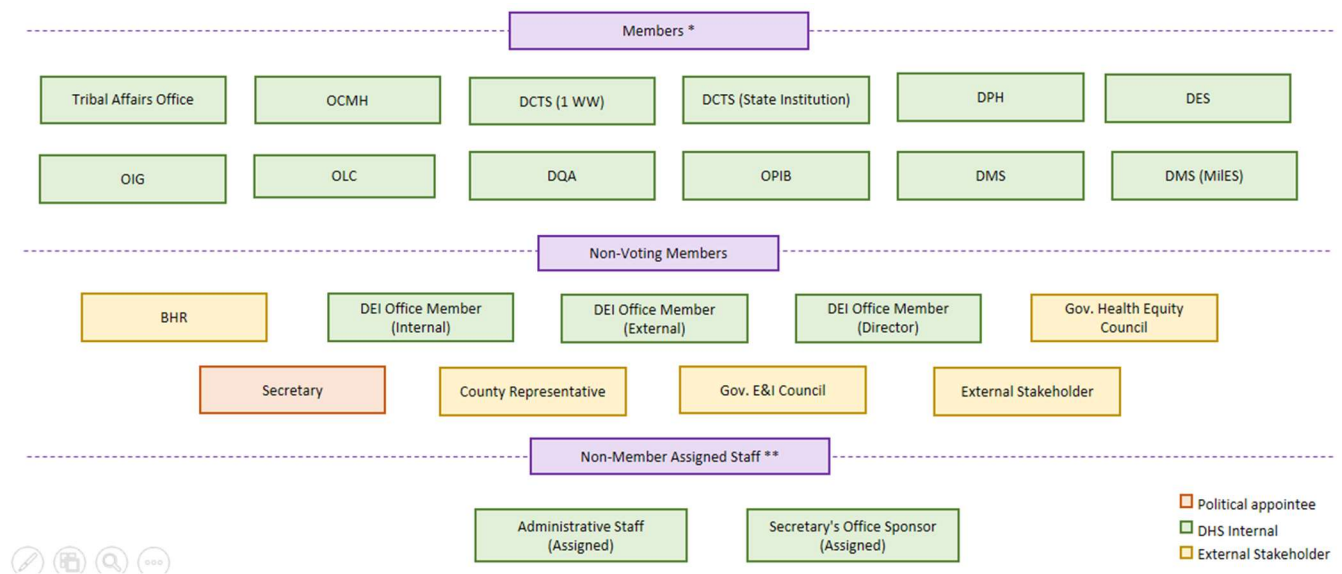 Members *
Tribal Affairs Office
OCMH
DCTS (1 WW)
DCTS (State Institution)
DPH
DES
OIG
OLC
DQA
OPIB
DMS
DMS (MilES)
Non-Voting Members
BHR
DEI Office Member
(Internal)
DEI Office Member
(External)
DEI Office Member
(Director)
Gov. Health Equity
Council
Secretary
County Representative
Gov. E&I Council
External Stakeholder
Non-Member Assigned Staff **
Administrative Staff
(Assigned)
Secretary's Office Sponsor
(Assigned)
Political appointee
DHS Internal
External Stakeholder